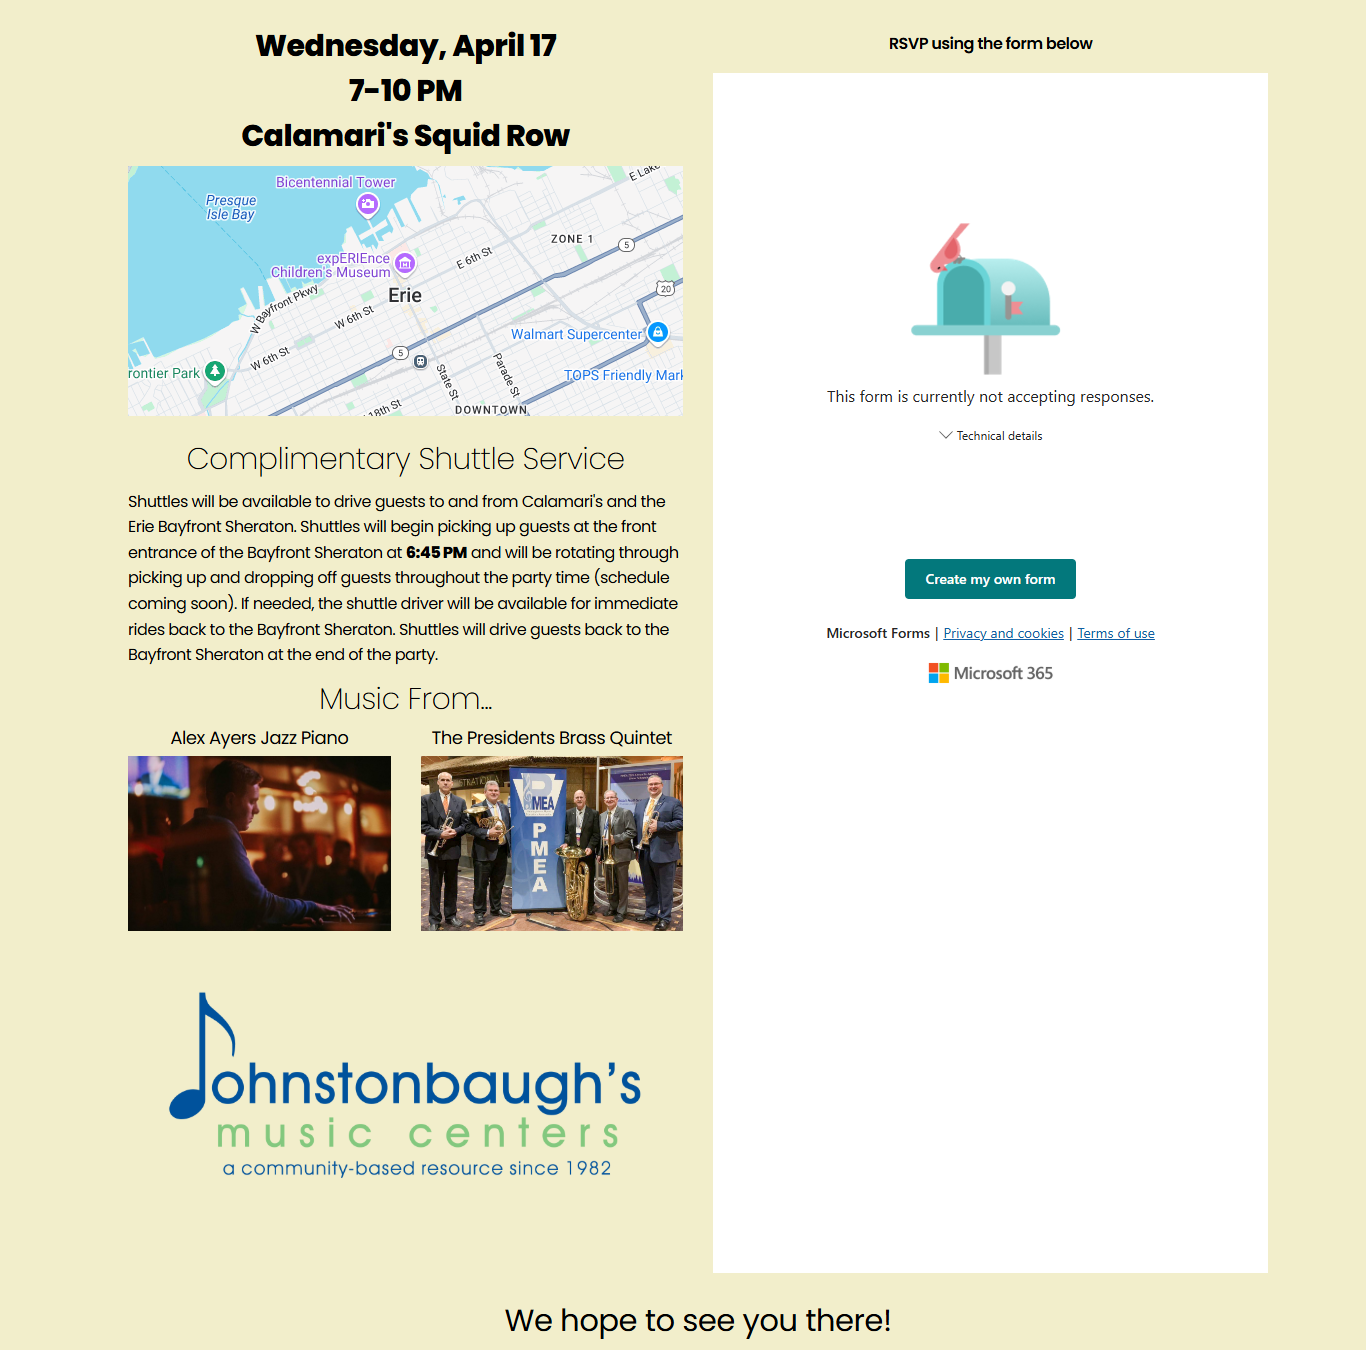 Wednesday, April 17
7-10 PM
Calamari's Squid Row
Bicentennial Tower
Presque
Isle Bay
E Lake
ZONE 1
5
expERIEnce
Children's Museum
E 6th St
Erie
20
W Bayfront Pkwy
W 6th St
Walmart Supercenter
W 6th St
5
rontier Park
State St
Parade St
TOPS Friendly Mark
18th St
DOWNTOWN
Complimentary Shuttle Service
Shuttles will be available to drive guests to and from Calamari's and the
Erie Bayfront Sheraton. Shuttles will begin picking up guests at the front
entrance of the Bayfront Sheraton at 6:45 PM and will be rotating through
picking up and dropping off guests throughout the party time (schedule
coming soon). If needed, the shuttle driver will be available for immediate
rides back to the Bayfront Sheraton. Shuttles will drive guests back to the
Bayfront Sheraton at the end of the party.
Music From...
Alex Ayers Jazz Piano
The Presidents Brass Quintet
PMEA
PMEA
Johnstonbaugh's
music centers
a community-based resource since 1982
RSVP using the form below
This form is currently not accepting responses.
Technical details
Create my own form
Microsoft Forms | Privacy and cookies | Terms of use
Microsoft 365
We hope to see you there!